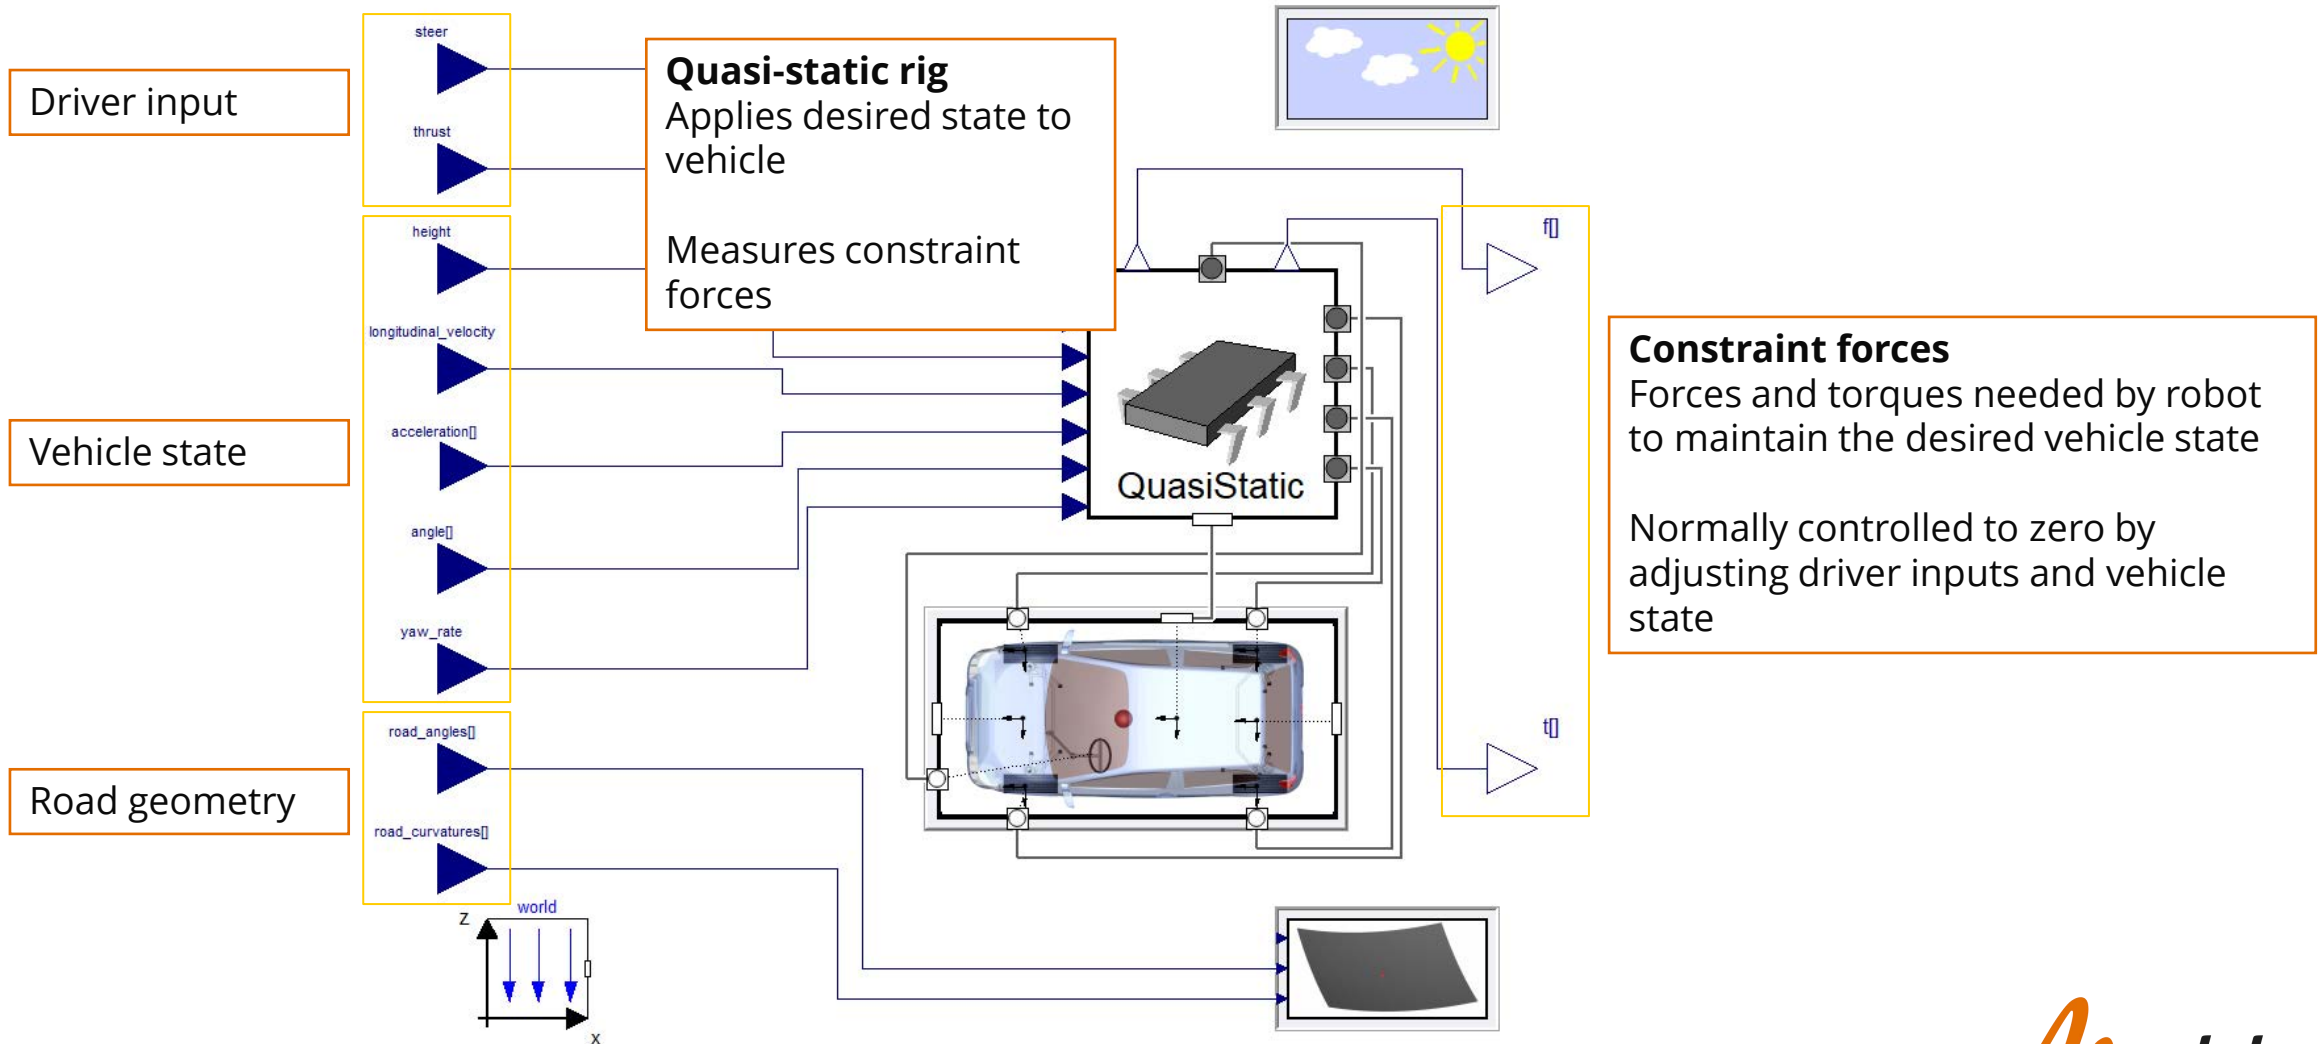 Driver input
steer
thrust
Quasi-static rig
Applies desired state to
vehicle
Measures constraint
forces
Vehicle state
height
longitudinal_velocity
acceleration[]
angle[]
yaw_rate
QuasiStatic
f[]
t[]
Constraint forces
Forces and torques needed by robot
to maintain the desired vehicle state
Normally controlled to zero by
adjusting driver inputs and vehicle
state
Road geometry
road_angles[]
road_curvatures[]
world
z
x